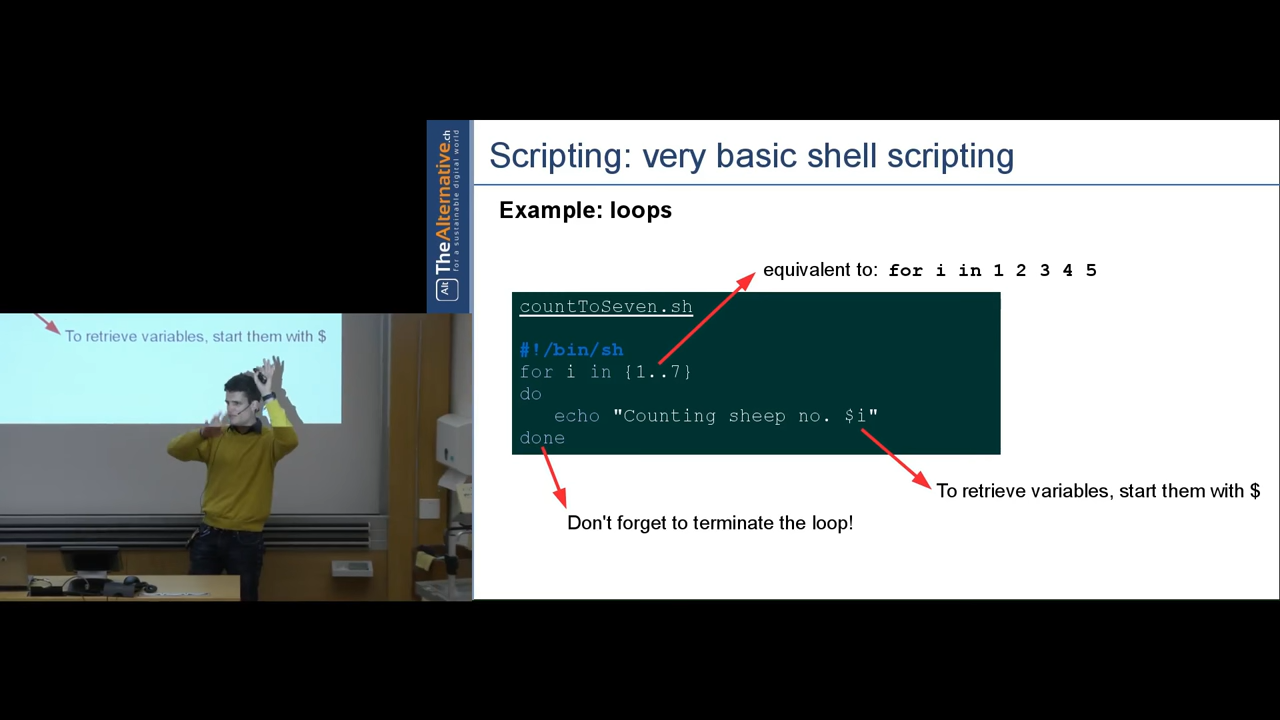 Scripting: very basic shell scripting
Example: loops
equivalent to: for i in 1 2 3 4 5
countToSeven.sh
#!/bin/sh
for i in {1..7}
do
echo "Counting sheep no. $i"
done
To retrieve variables, start them with $
Don't forget to terminate the loop!
Alt TheAlternative.ch
for a sustainable digital world
To retrieve variables, start them with $